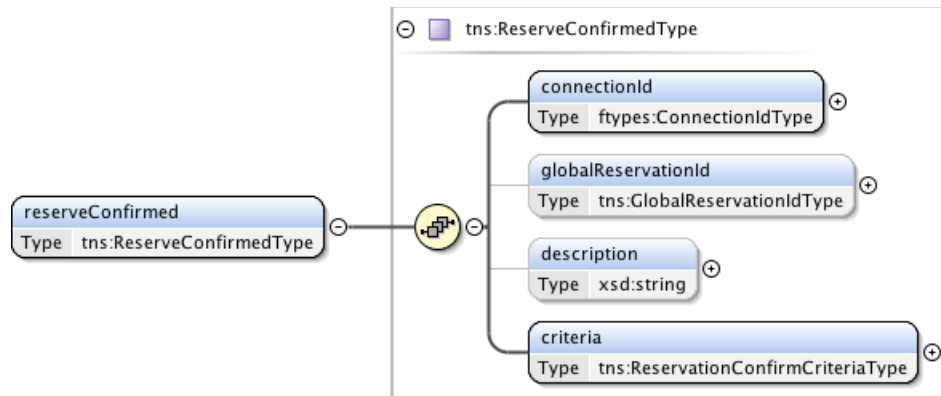 tns:ReserveConfirmedType
connectionId
Type ftypes:ConnectionIdType
globalReservationId
Type tns:GlobalReservationIdType
reserveConfirmed
Type tns:ReserveConfirmedType
description
Type xsd:string
criteria
Type tns:ReservationConfirmCriteriaType